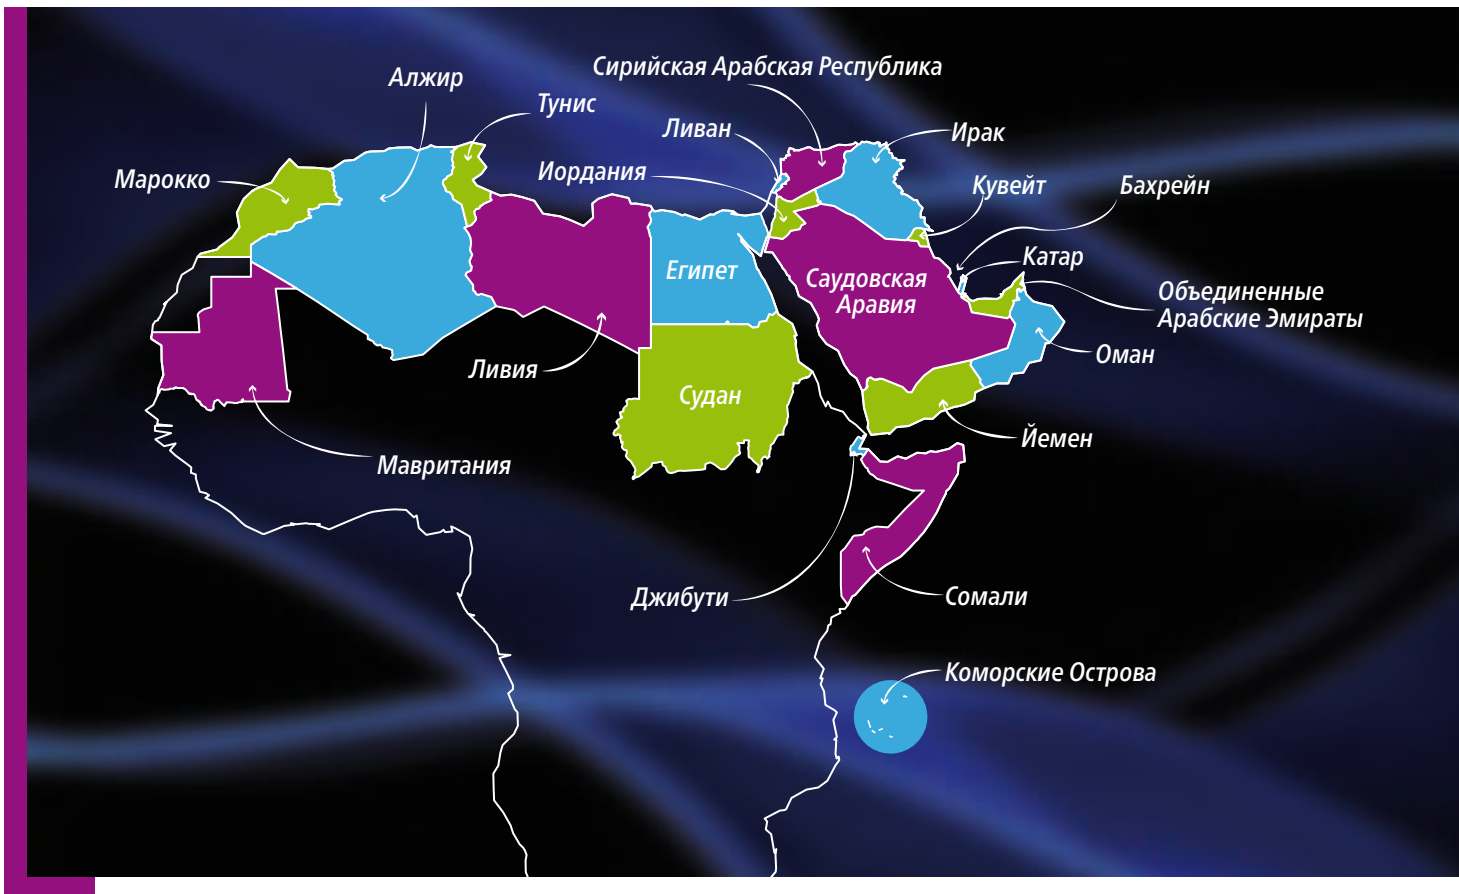 Сирийская Арабская Республика
Алжир
Тунис
Ливан
Ирак
Иордания
Марокко
Кувейт
Бахрейн
Катар
Египет
Саудовская
Аравия
Объединенные
Арабские Эмираты
Оман
Ливия
Судан
Йемен
Мавритания
Джибути
Сомали
Коморские Острова